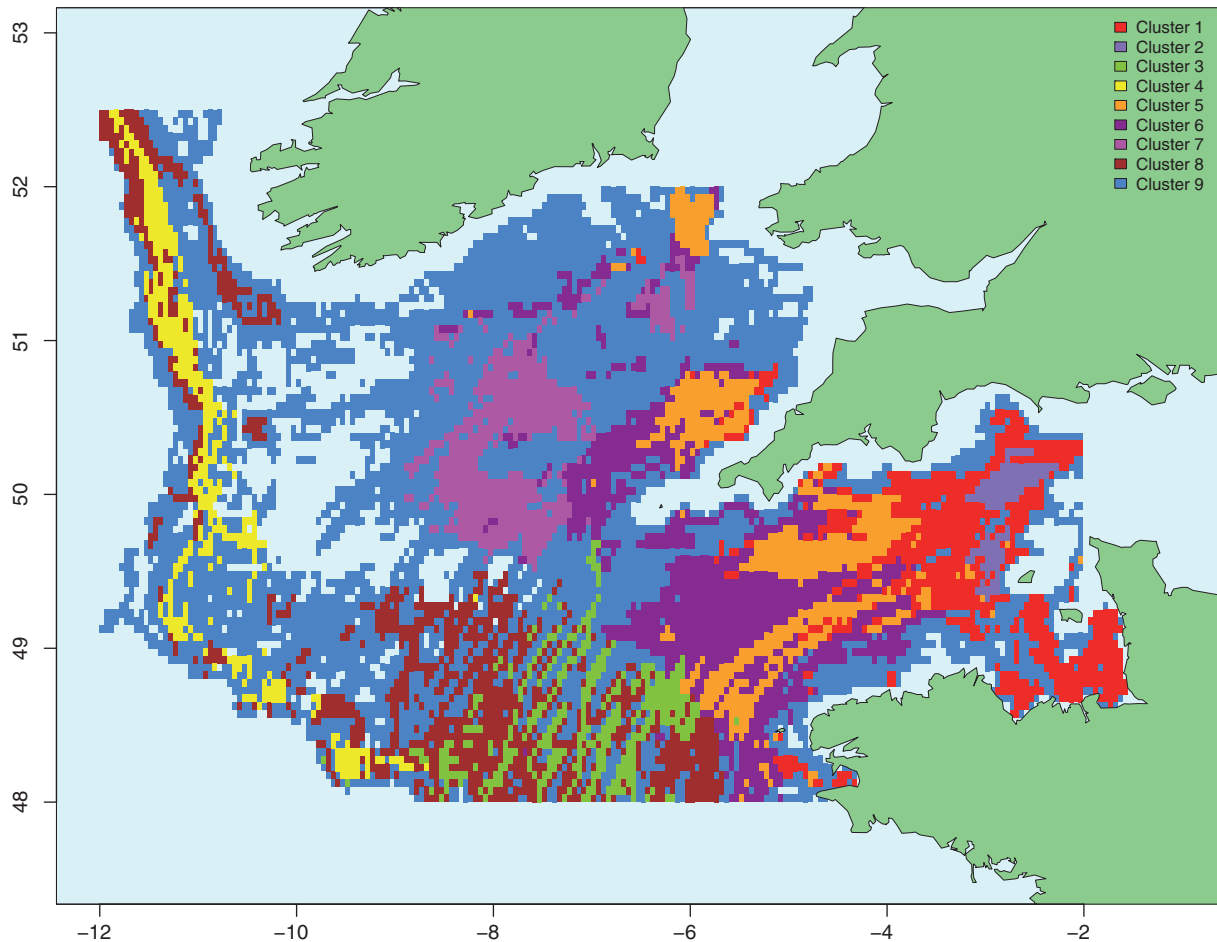 53
52
51
50
49
48
Cluster 1
Cluster 2
Cluster 3
Cluster 4
Cluster 5
Cluster 6
Cluster 7
Cluster 8
Cluster 9
−12 −10 −8 −6 −4 −2